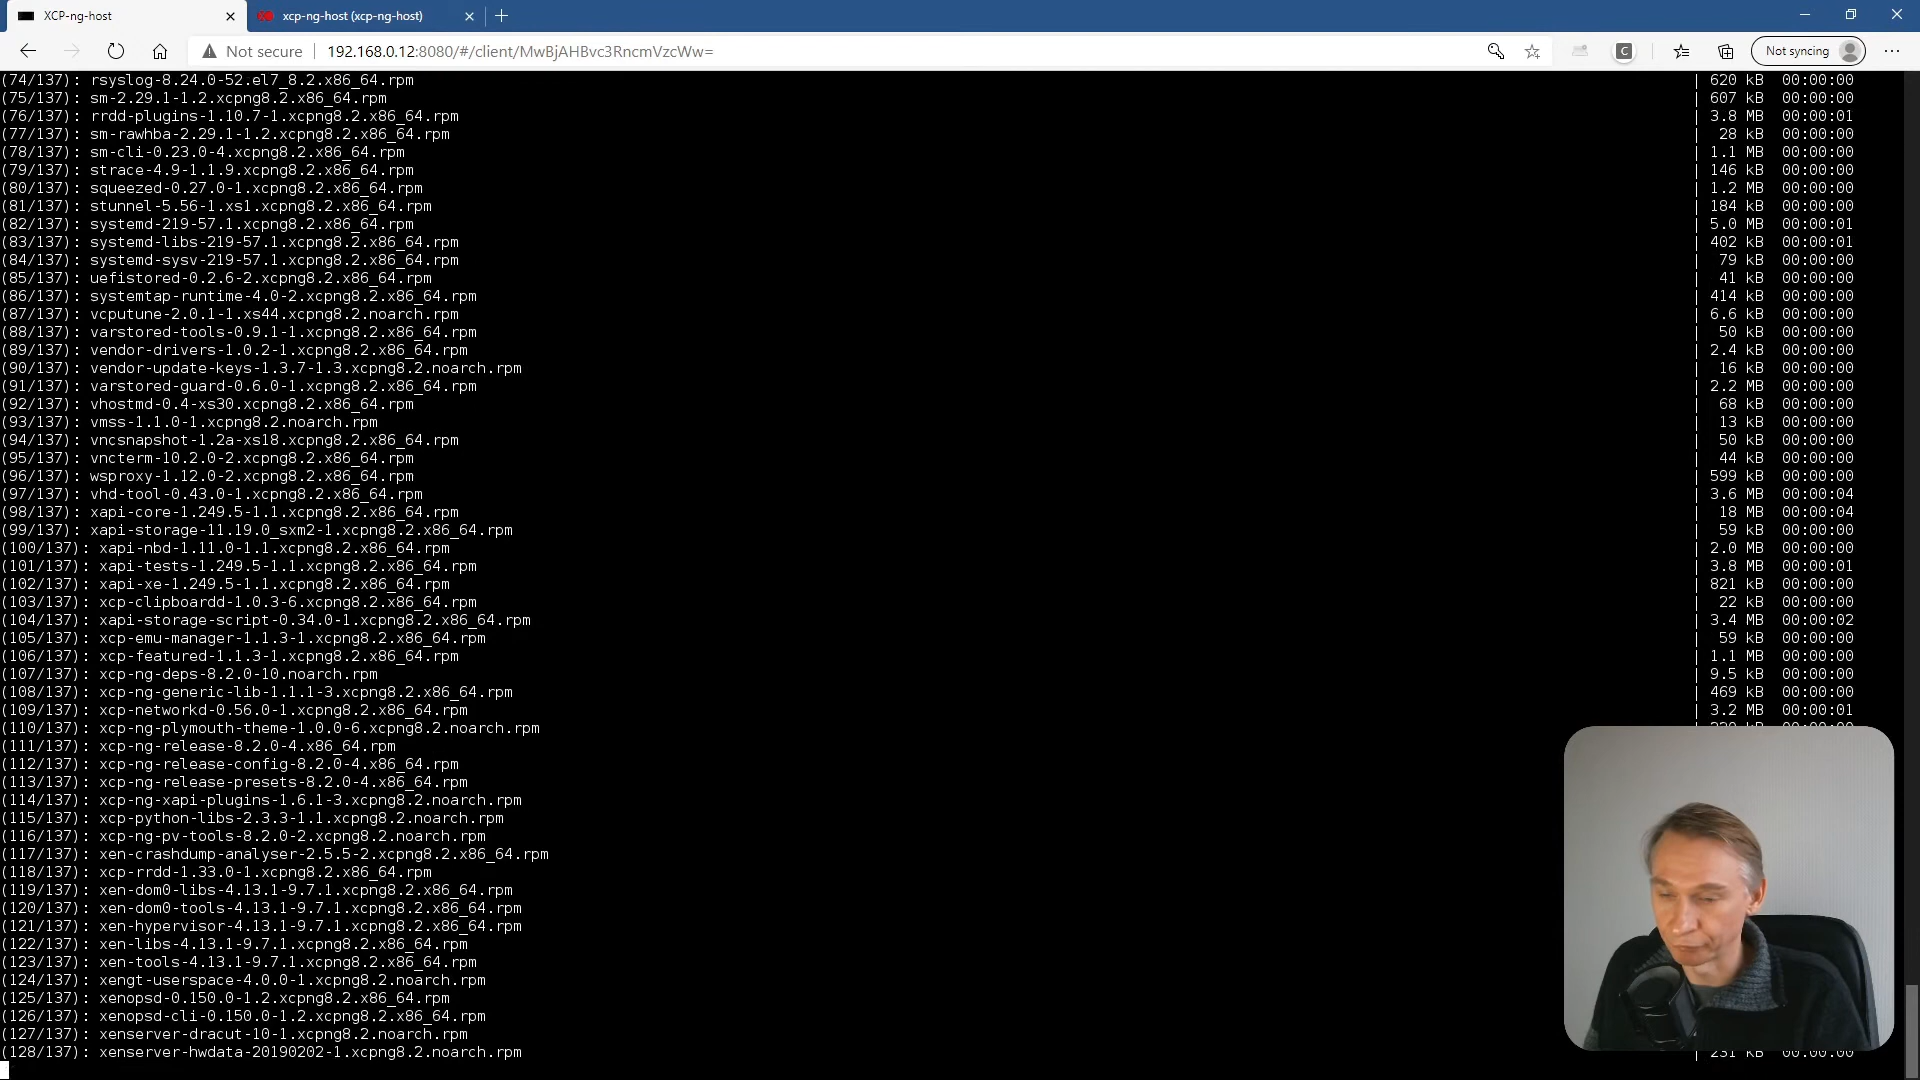 XCP-ng-host
xcp-ng-host (xcp-ng-host)
Not secure
192.168.0.12:8080/#/client/MwBjAHBvc3RncmVzcWw=
C
Not syncing
(74/137): rsyslog-8.24.0-52.el7_8.2.x86_64.rpm | 620 kB 00:00:00
(75/137): sm-2.29.1-1.2.xcpng8.2.x86_64.rpm | 607 kB 00:00:00
(76/137): rrdd-plugins-1.10.7-1.xcpng8.2.x86_64.rpm | 3.8 MB 00:00:01
(77/137): sm-rawhba-2.29.1-1.2.xcpng8.2.x86_64.rpm | 28 kB 00:00:00
(78/137): sm-cli-0.23.0-4.xcpng8.2.x86_64.rpm | 1.1 MB 00:00:00
(79/137): strace-4.9-1.1.9.xcpng8.2.x86_64.rpm | 146 kB 00:00:00
(80/137): squeezed-0.27.0-1.xcpng8.2.x86_64.rpm | 1.2 MB 00:00:00
(81/137): stunnel-5.56-1.xs1.xcpng8.2.x86_64.rpm | 184 kB 00:00:00
(82/137): systemd-219-57.1.xcpng8.2.x86_64.rpm | 5.0 MB 00:00:01
(83/137): systemd-libs-219-57.1.xcpng8.2.x86_64.rpm | 402 kB 00:00:01
(84/137): systemd-sysv-219-57.1.xcpng8.2.x86_64.rpm | 79 kB 00:00:00
(85/137): uefistored-0.2.6-2.xcpng8.2.x86_64.rpm | 41 kB 00:00:00
(86/137): systemtap-runtime-4.0-2.xcpng8.2.x86_64.rpm | 414 kB 00:00:00
(87/137): vcputune-2.0.1-1.xs44.xcpng8.2.noarch.rpm | 6.6 kB 00:00:00
(88/137): varstored-tools-0.9.1-1.xcpng8.2.x86_64.rpm | 50 kB 00:00:00
(89/137): vendor-drivers-1.0.2-1.xcpng8.2.x86_64.rpm | 2.4 kB 00:00:00
(90/137): vendor-update-keys-1.3.7-1.3.xcpng8.2.noarch.rpm | 16 kB 00:00:00
(91/137): varstored-guard-0.6.0-1.xcpng8.2.x86_64.rpm | 2.2 MB 00:00:00
(92/137): vhostmd-0.4-xs30.xcpng8.2.x86_64.rpm | 68 kB 00:00:00
(93/137): vmss-1.1.0-1.xcpng8.2.noarch.rpm | 13 kB 00:00:00
(94/137): vncsnapshot-1.2a-xs18.xcpng8.2.x86_64.rpm | 50 kB 00:00:00
(95/137): vncterm-10.2.0-2.xcpng8.2.x86_64.rpm | 44 kB 00:00:00
(96/137): wsproxy-1.12.0-2.xcpng8.2.x86_64.rpm | 599 kB 00:00:00
(97/137): vhd-tool-0.43.0-1.xcpng8.2.x86_64.rpm | 3.6 MB 00:00:04
(98/137): xapi-core-1.249.5-1.1.xcpng8.2.x86_64.rpm | 18 MB 00:00:04
(99/137): xapi-storage-11.19.0_sxm2-1.xcpng8.2.x86_64.rpm | 59 kB 00:00:00
(100/137): xapi-nbd-1.11.0-1.1.xcpng8.2.x86_64.rpm | 2.0 MB 00:00:00
(101/137): xapi-tests-1.249.5-1.1.xcpng8.2.x86_64.rpm | 3.8 MB 00:00:01
(102/137): xapi-xe-1.249.5-1.1.xcpng8.2.x86_64.rpm | 821 kB 00:00:00
(103/137): xcp-clipboardd-1.0.3-6.xcpng8.2.x86_64.rpm | 22 kB 00:00:00
(104/137): xapi-storage-script-0.34.0-1.xcpng8.2.x86_64.rpm | 3.4 MB 00:00:02
(105/137): xcp-emu-manager-1.1.3-1.xcpng8.2.x86_64.rpm | 59 kB 00:00:00
(106/137): xcp-featured-1.1.3-1.xcpng8.2.x86_64.rpm | 1.1 MB 00:00:00
(107/137): xcp-ng-deps-8.2.0-10.noarch.rpm | 9.5 kB 00:00:00
(108/137): xcp-ng-generic-lib-1.1.1-3.xcpng8.2.x86_64.rpm | 469 kB 00:00:00
(109/137): xcp-networkd-0.56.0-1.xcpng8.2.x86_64.rpm | 3.2 MB 00:00:01
(110/137): xcp-ng-plymouth-theme-1.0.0-6.xcpng8.2.noarch.rpm
(111/137): xcp-ng-release-8.2.0-4.x86_64.rpm
(112/137): xcp-ng-release-config-8.2.0-4.x86_64.rpm
(113/137): xcp-ng-release-presets-8.2.0-4.x86_64.rpm
(114/137): xcp-ng-xapi-plugins-1.6.1-3.xcpng8.2.noarch.rpm
(115/137): xcp-python-libs-2.3.3-1.1.xcpng8.2.noarch.rpm
(116/137): xcp-ng-pv-tools-8.2.0-2.xcpng8.2.noarch.rpm
(117/137): xen-crashdump-analyser-2.5.5-2.xcpng8.2.x86_64.rpm
(118/137): xcp-rrdd-1.33.0-1.xcpng8.2.x86_64.rpm
(119/137): xen-dom0-libs-4.13.1-9.7.1.xcpng8.2.x86_64.rpm
(120/137): xen-dom0-tools-4.13.1-9.7.1.xcpng8.2.x86_64.rpm
(121/137): xen-hypervisor-4.13.1-9.7.1.xcpng8.2.x86_64.rpm
(122/137): xen-libs-4.13.1-9.7.1.xcpng8.2.x86_64.rpm
(123/137): xen-tools-4.13.1-9.7.1.xcpng8.2.x86_64.rpm
(124/137): xengt-userspace-4.0.0-1.xcpng8.2.noarch.rpm
(125/137): xenopsd-0.150.0-1.2.xcpng8.2.x86_64.rpm
(126/137): xenopsd-cli-0.150.0-1.2.xcpng8.2.x86_64.rpm
(127/137): xenserver-dracut-10-1.xcpng8.2.noarch.rpm
(128/137): xenserver-hwdata-20190202-1.xcpng8.2.noarch.rpm | 231 kB 00:00:00